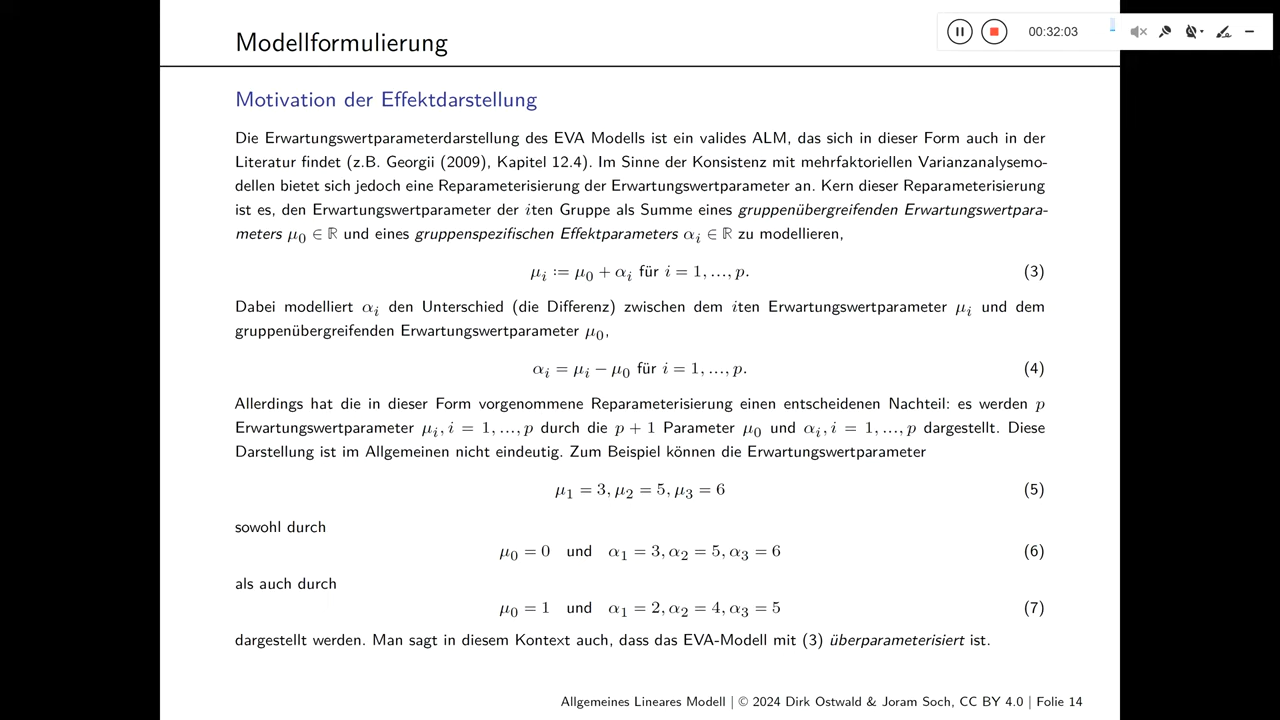 Modellformulierung
00:32:03
Motivation der Effektdarstellung
Die Erwartungswertparameterdarstellung des EVA Modells ist ein valides ALM, das sich in dieser Form auch in der
Literatur findet (z.B. Georgii (2009), Kapitel 12.4). Im Sinne der Konsistenz mit mehrfaktoriellen Varianzanalysemo-
dellen bietet sich jedoch eine Reparameterisierung der Erwartungswertparameter an. Kern dieser Reparameterisierung
ist es, den Erwartungswertparameter der iten Gruppe als Summe eines gruppenübergreifenden Erwartungswertpara-
meters μ₀ ∈ ℝ und eines gruppenspezifischen Effektparameters αᵢ ∈ ℝ zu modellieren,
μᵢ := μ₀ + αᵢ für i = 1, ..., p. (3)
Dabei modelliert αᵢ den Unterschied (die Differenz) zwischen dem iten Erwartungswertparameter μᵢ und dem
gruppenübergreifenden Erwartungswertparameter μ₀,
αᵢ = μᵢ − μ₀ für i = 1, ..., p. (4)
Allerdings hat die in dieser Form vorgenommene Reparameterisierung einen entscheidenen Nachteil: es werden p
Erwartungswertparameter μᵢ, i = 1, ..., p durch die p + 1 Parameter μ₀ und αᵢ, i = 1, ..., p dargestellt. Diese
Darstellung ist im Allgemeinen nicht eindeutig. Zum Beispiel können die Erwartungswertparameter
μ₁ = 3, μ₂ = 5, μ₃ = 6 (5)
sowohl durch
μ₀ = 0 und α₁ = 3, α₂ = 5, α₃ = 6 (6)
als auch durch
μ₀ = 1 und α₁ = 2, α₂ = 4, α₃ = 5 (7)
dargestellt werden. Man sagt in diesem Kontext auch, dass das EVA-Modell mit (3) überparameterisiert ist.
Allgemeines Lineares Modell | © 2024 Dirk Ostwald & Joram Soch, CC BY 4.0 | Folie 14